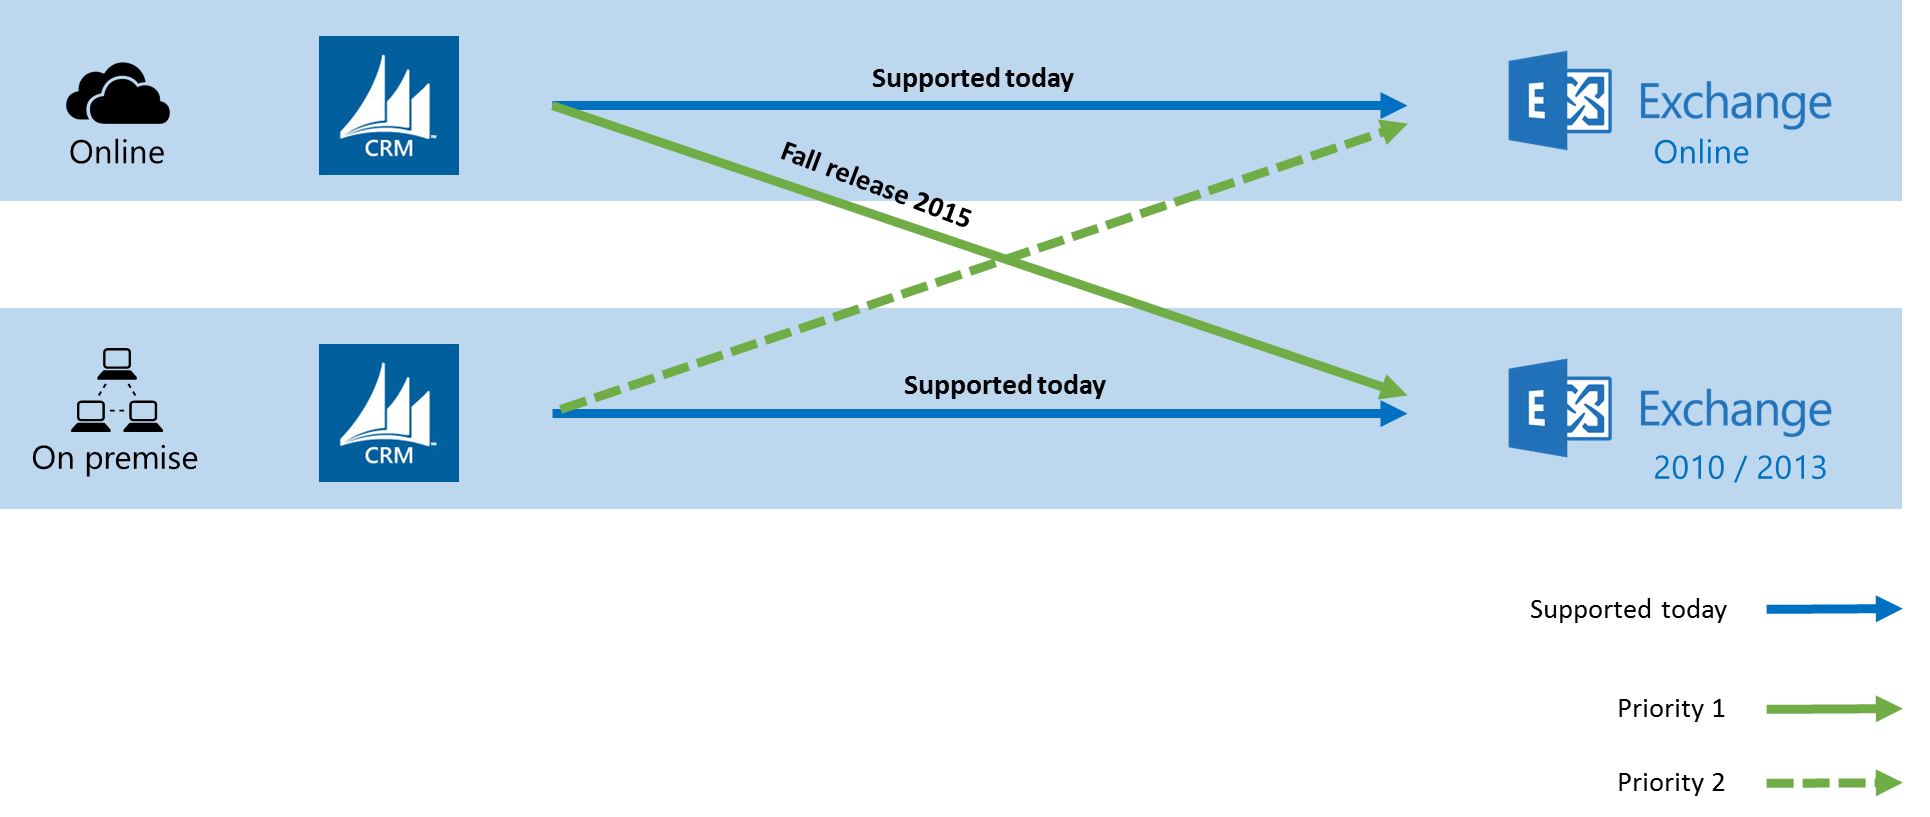 Supported today
CRM
E
Exchange
Online
Online
Fall release 2015
Supported today
CRM
E
Exchange
On premise
2010 / 2013
Supported today
Priority 1
Priority 2